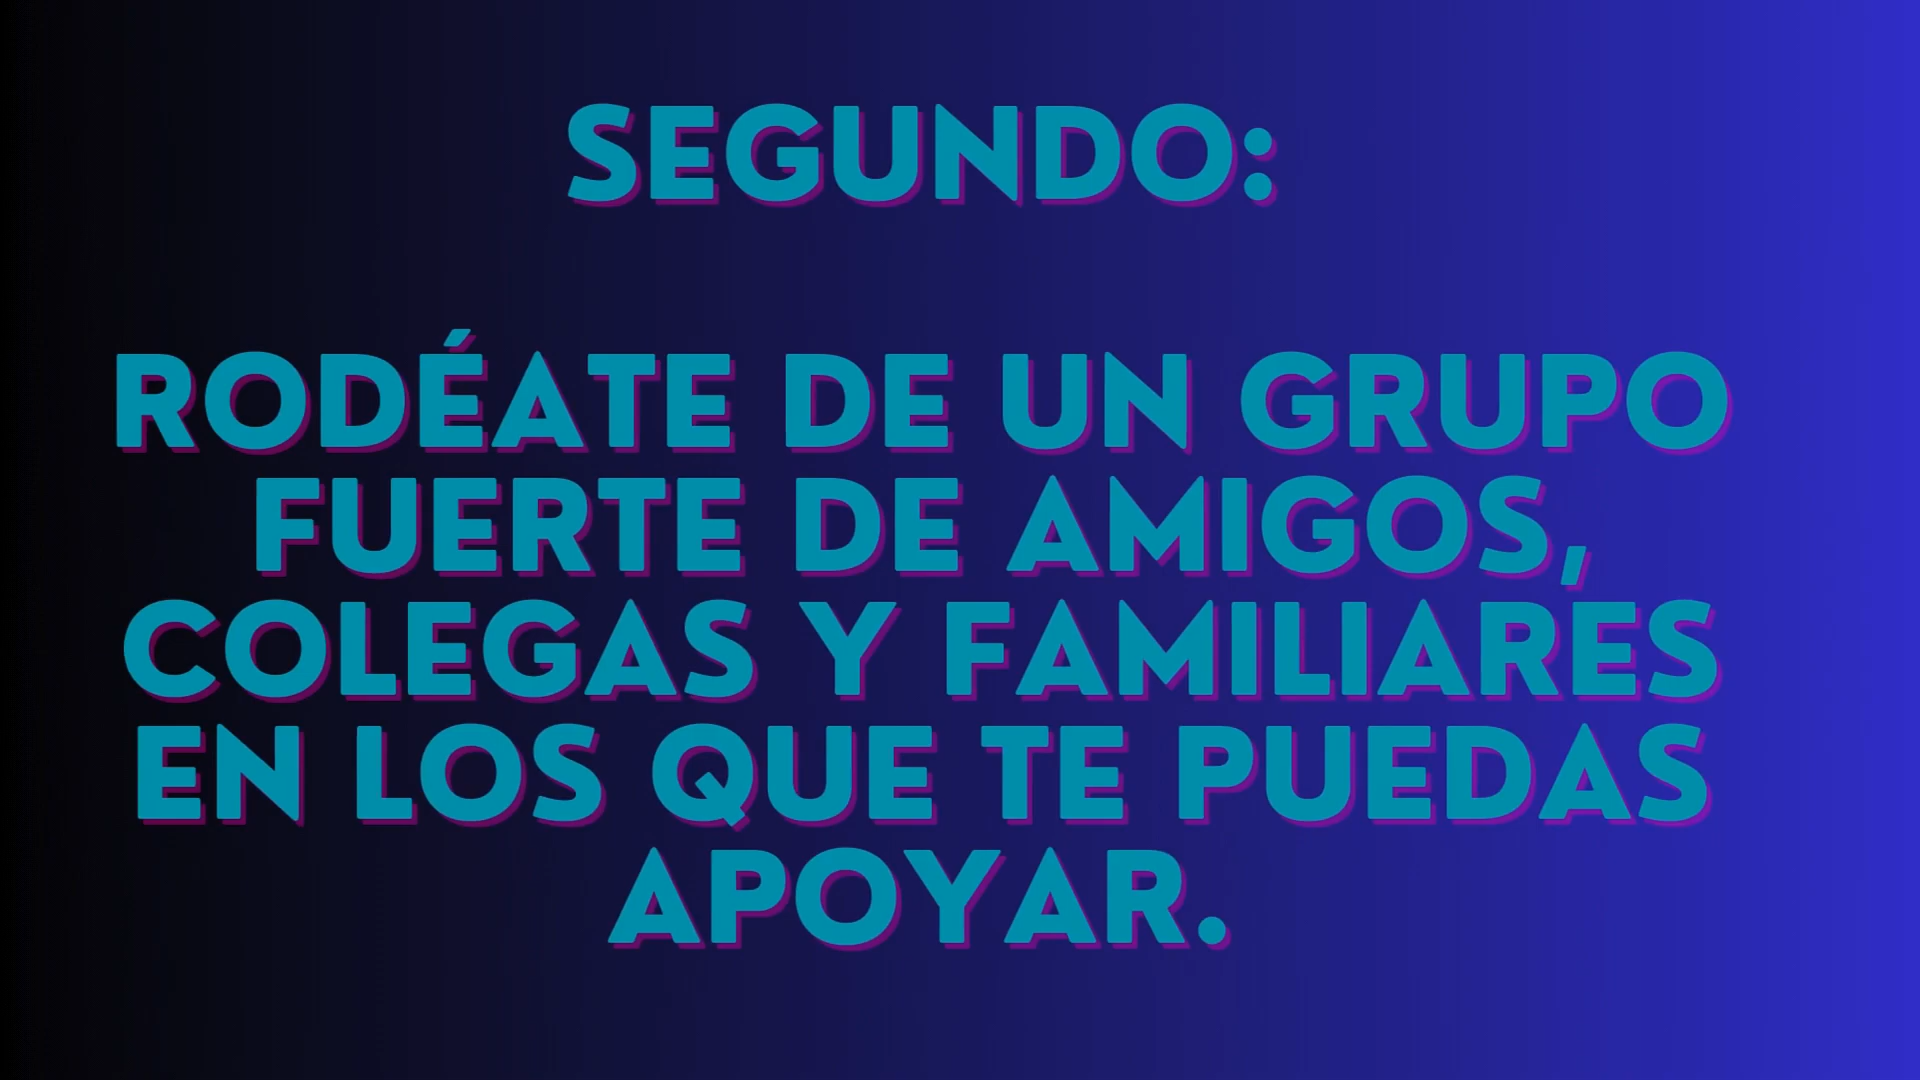 SEGUNDO:
RODÉATE DE UN GRUPO
FUERTE DE AMIGOS,
COLEGAS Y FAMILIARES
EN LOS QUE TE PUEDAS
APOYAR.